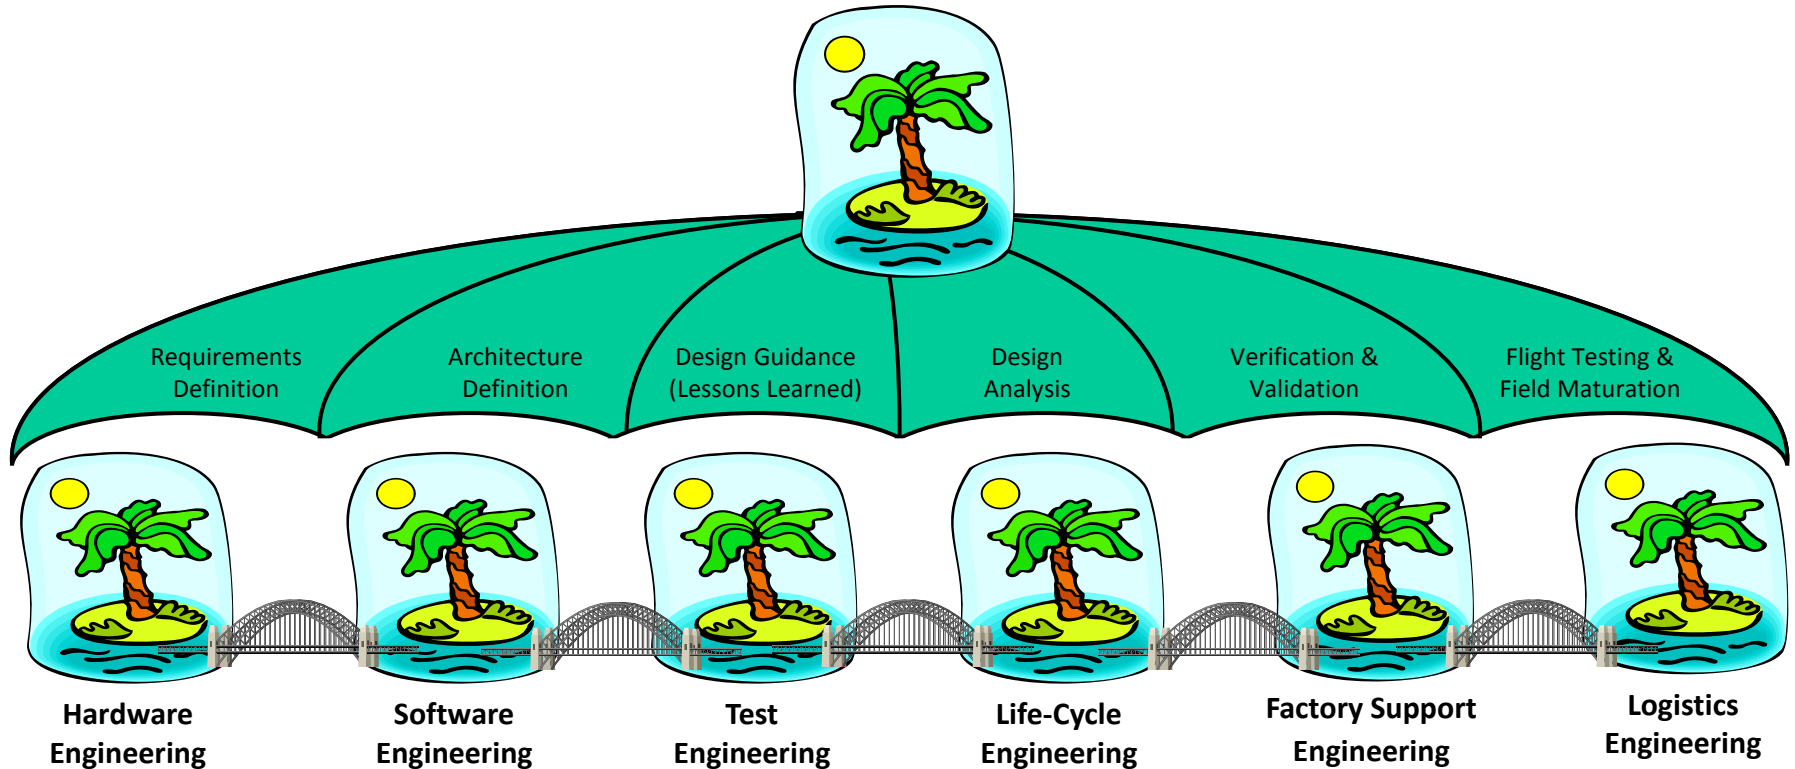 Requirements
Definition
Architecture
Definition
Design Guidance
(Lessons Learned)
Design
Analysis
Verification &
Validation
Flight Testing &
Field Maturation
Hardware
Engineering
Software
Engineering
Test
Engineering
Life-Cycle
Engineering
Factory Support
Engineering
Logistics
Engineering